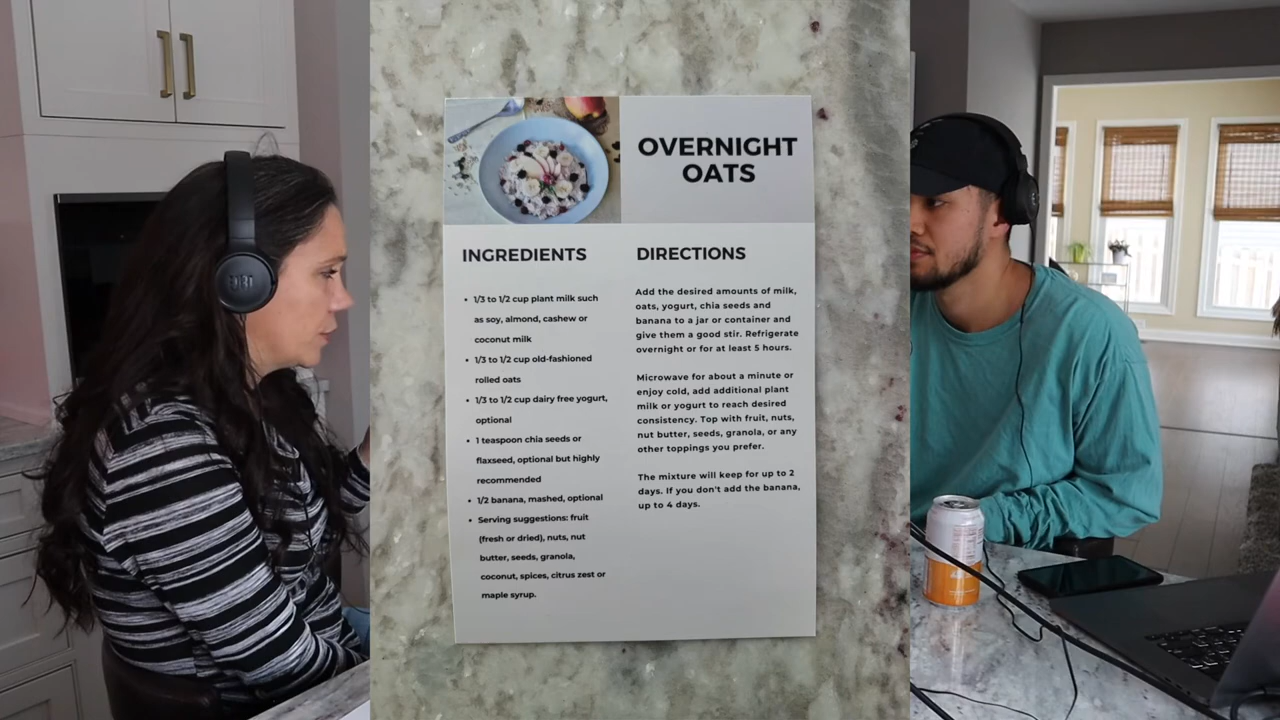 OVERNIGHT
OATS
INGREDIENTS
• 1/3 to 1/2 cup plant milk such
as soy, almond, cashew or
coconut milk
• 1/3 to 1/2 cup old-fashioned
rolled oats
• 1/3 to 1/2 cup dairy free yogurt,
optional
• 1 teaspoon chia seeds or
flaxseed, optional but highly
recommended
• 1/2 banana, mashed, optional
• Serving suggestions: fruit
(fresh or dried), nuts, nut
butter, seeds, granola,
coconut, spices, citrus zest or
maple syrup.
DIRECTIONS
Add the desired amounts of milk,
oats, yogurt, chia seeds and
banana to a jar or container and
give them a good stir. Refrigerate
overnight or for at least 5 hours.
Microwave for about a minute or
enjoy cold, add additional plant
milk or yogurt to reach desired
consistency. Top with fruit, nuts,
nut butter, seeds, granola, or any
other toppings you prefer.
The mixture will keep for up to 2
days. If you don't add the banana,
up to 4 days.
JBL